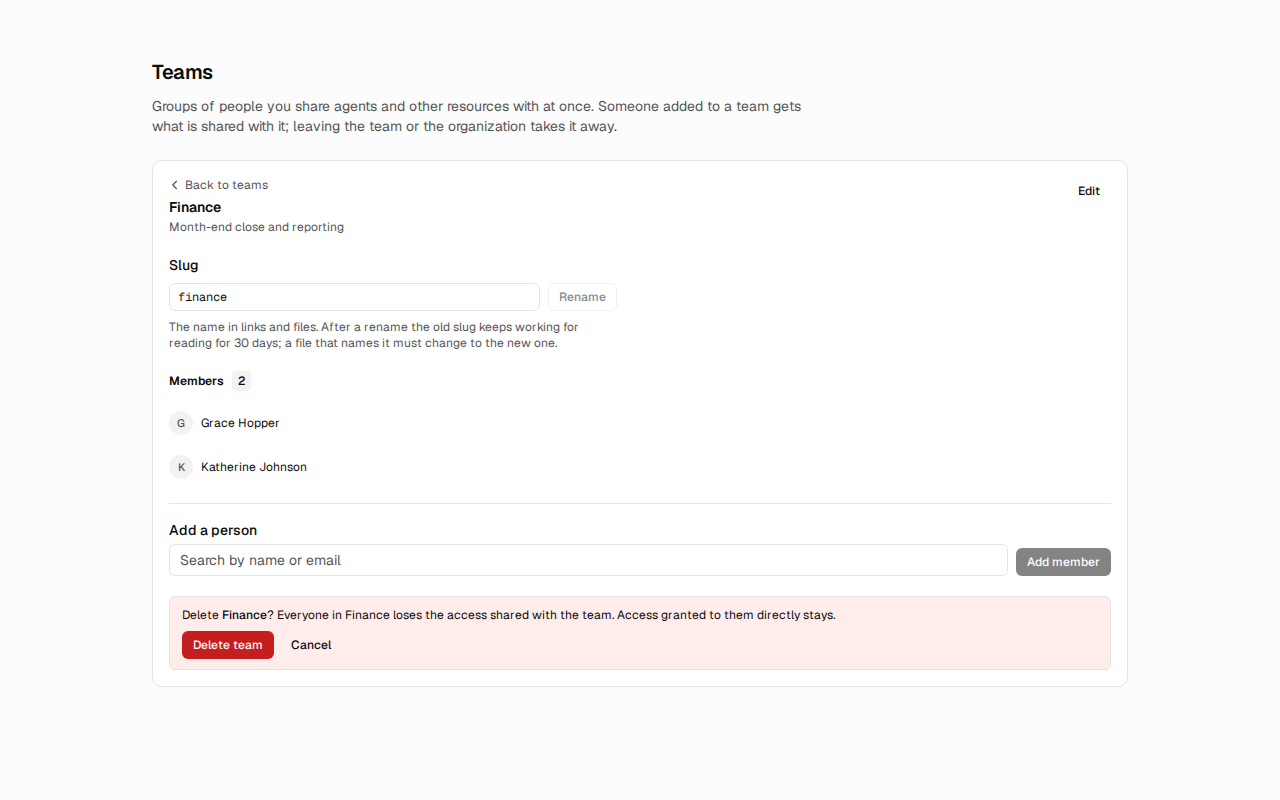 Teams
Groups of people you share agents and other resources with at once. Someone added to a team gets
what is shared with it; leaving the team or the organization takes it away.
Back to teams
Edit
Finance
Month-end close and reporting
Slug
finance
Rename
The name in links and files. After a rename the old slug keeps working for
reading for 30 days; a file that names it must change to the new one.
Members 2
G Grace Hopper
K Katherine Johnson
Add a person
Search by name or email
Add member
Delete Finance? Everyone in Finance loses the access shared with the team. Access granted to them directly stays.
Delete team Cancel